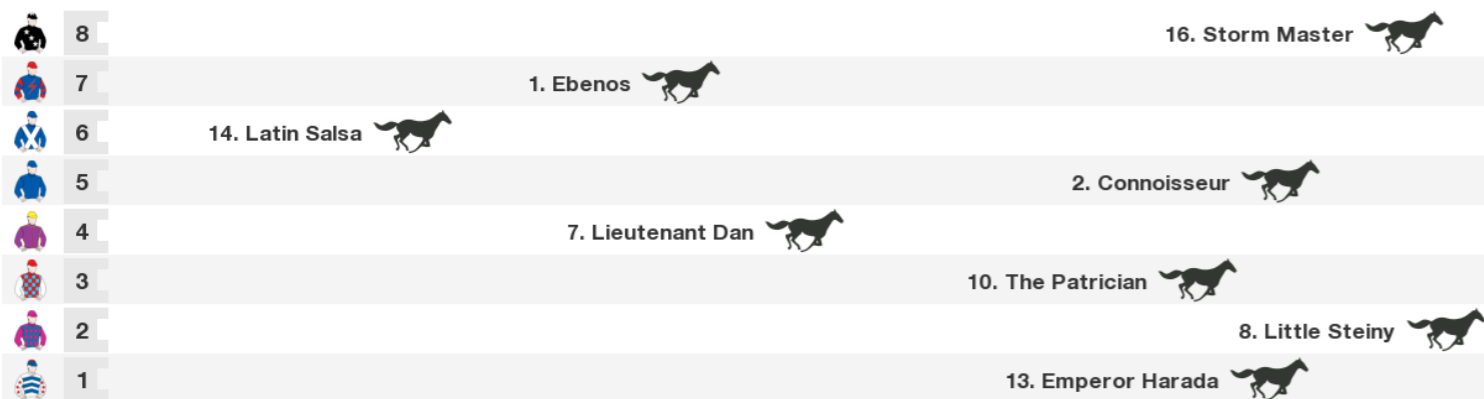 8 16. Storm Master
7 1. Ebenos
6 14. Latin Salsa
5 2. Connoisseur
4 7. Lieutenant Dan
3 10. The Patrician
2 8. Little Steiny
1 13. Emperor Harada